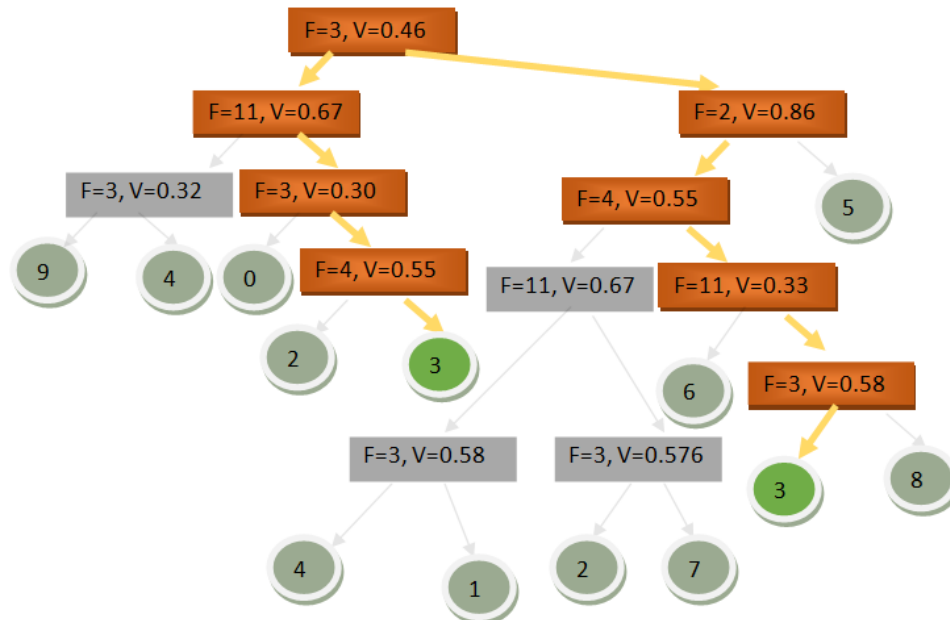 F=3, V=0.46
F=11, V=0.67
F=2, V=0.86
F=3, V=0.32
F=3, V=0.30
F=4, V=0.55
5
9
4
0
F=4, V=0.55
F=11, V=0.67
F=11, V=0.33
2
3
6
F=3, V=0.58
F=3, V=0.58
F=3, V=0.576
3
8
4
1
2
7